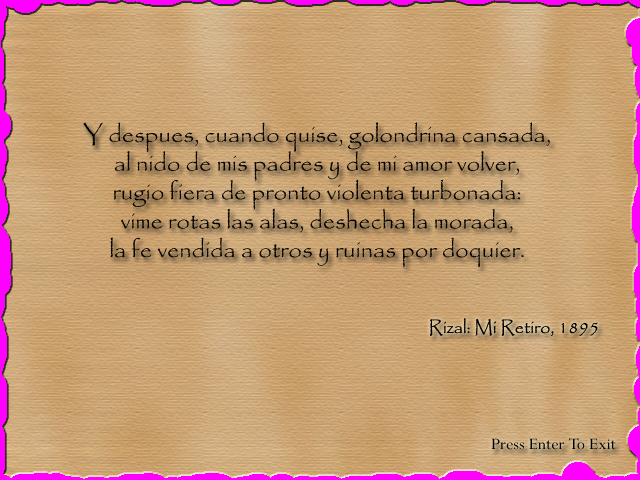 Y despues, cuando quise, golondrina cansada,
al nido de mis padres y de mi amor volver,
rugio fiera de pronto violenta turbonada:
vime rotas las alas, deshecha la morada,
la fe vendida a otros y ruinas por doquier.
Rizal: Mi Retiro, 1895
Press Enter To Exit